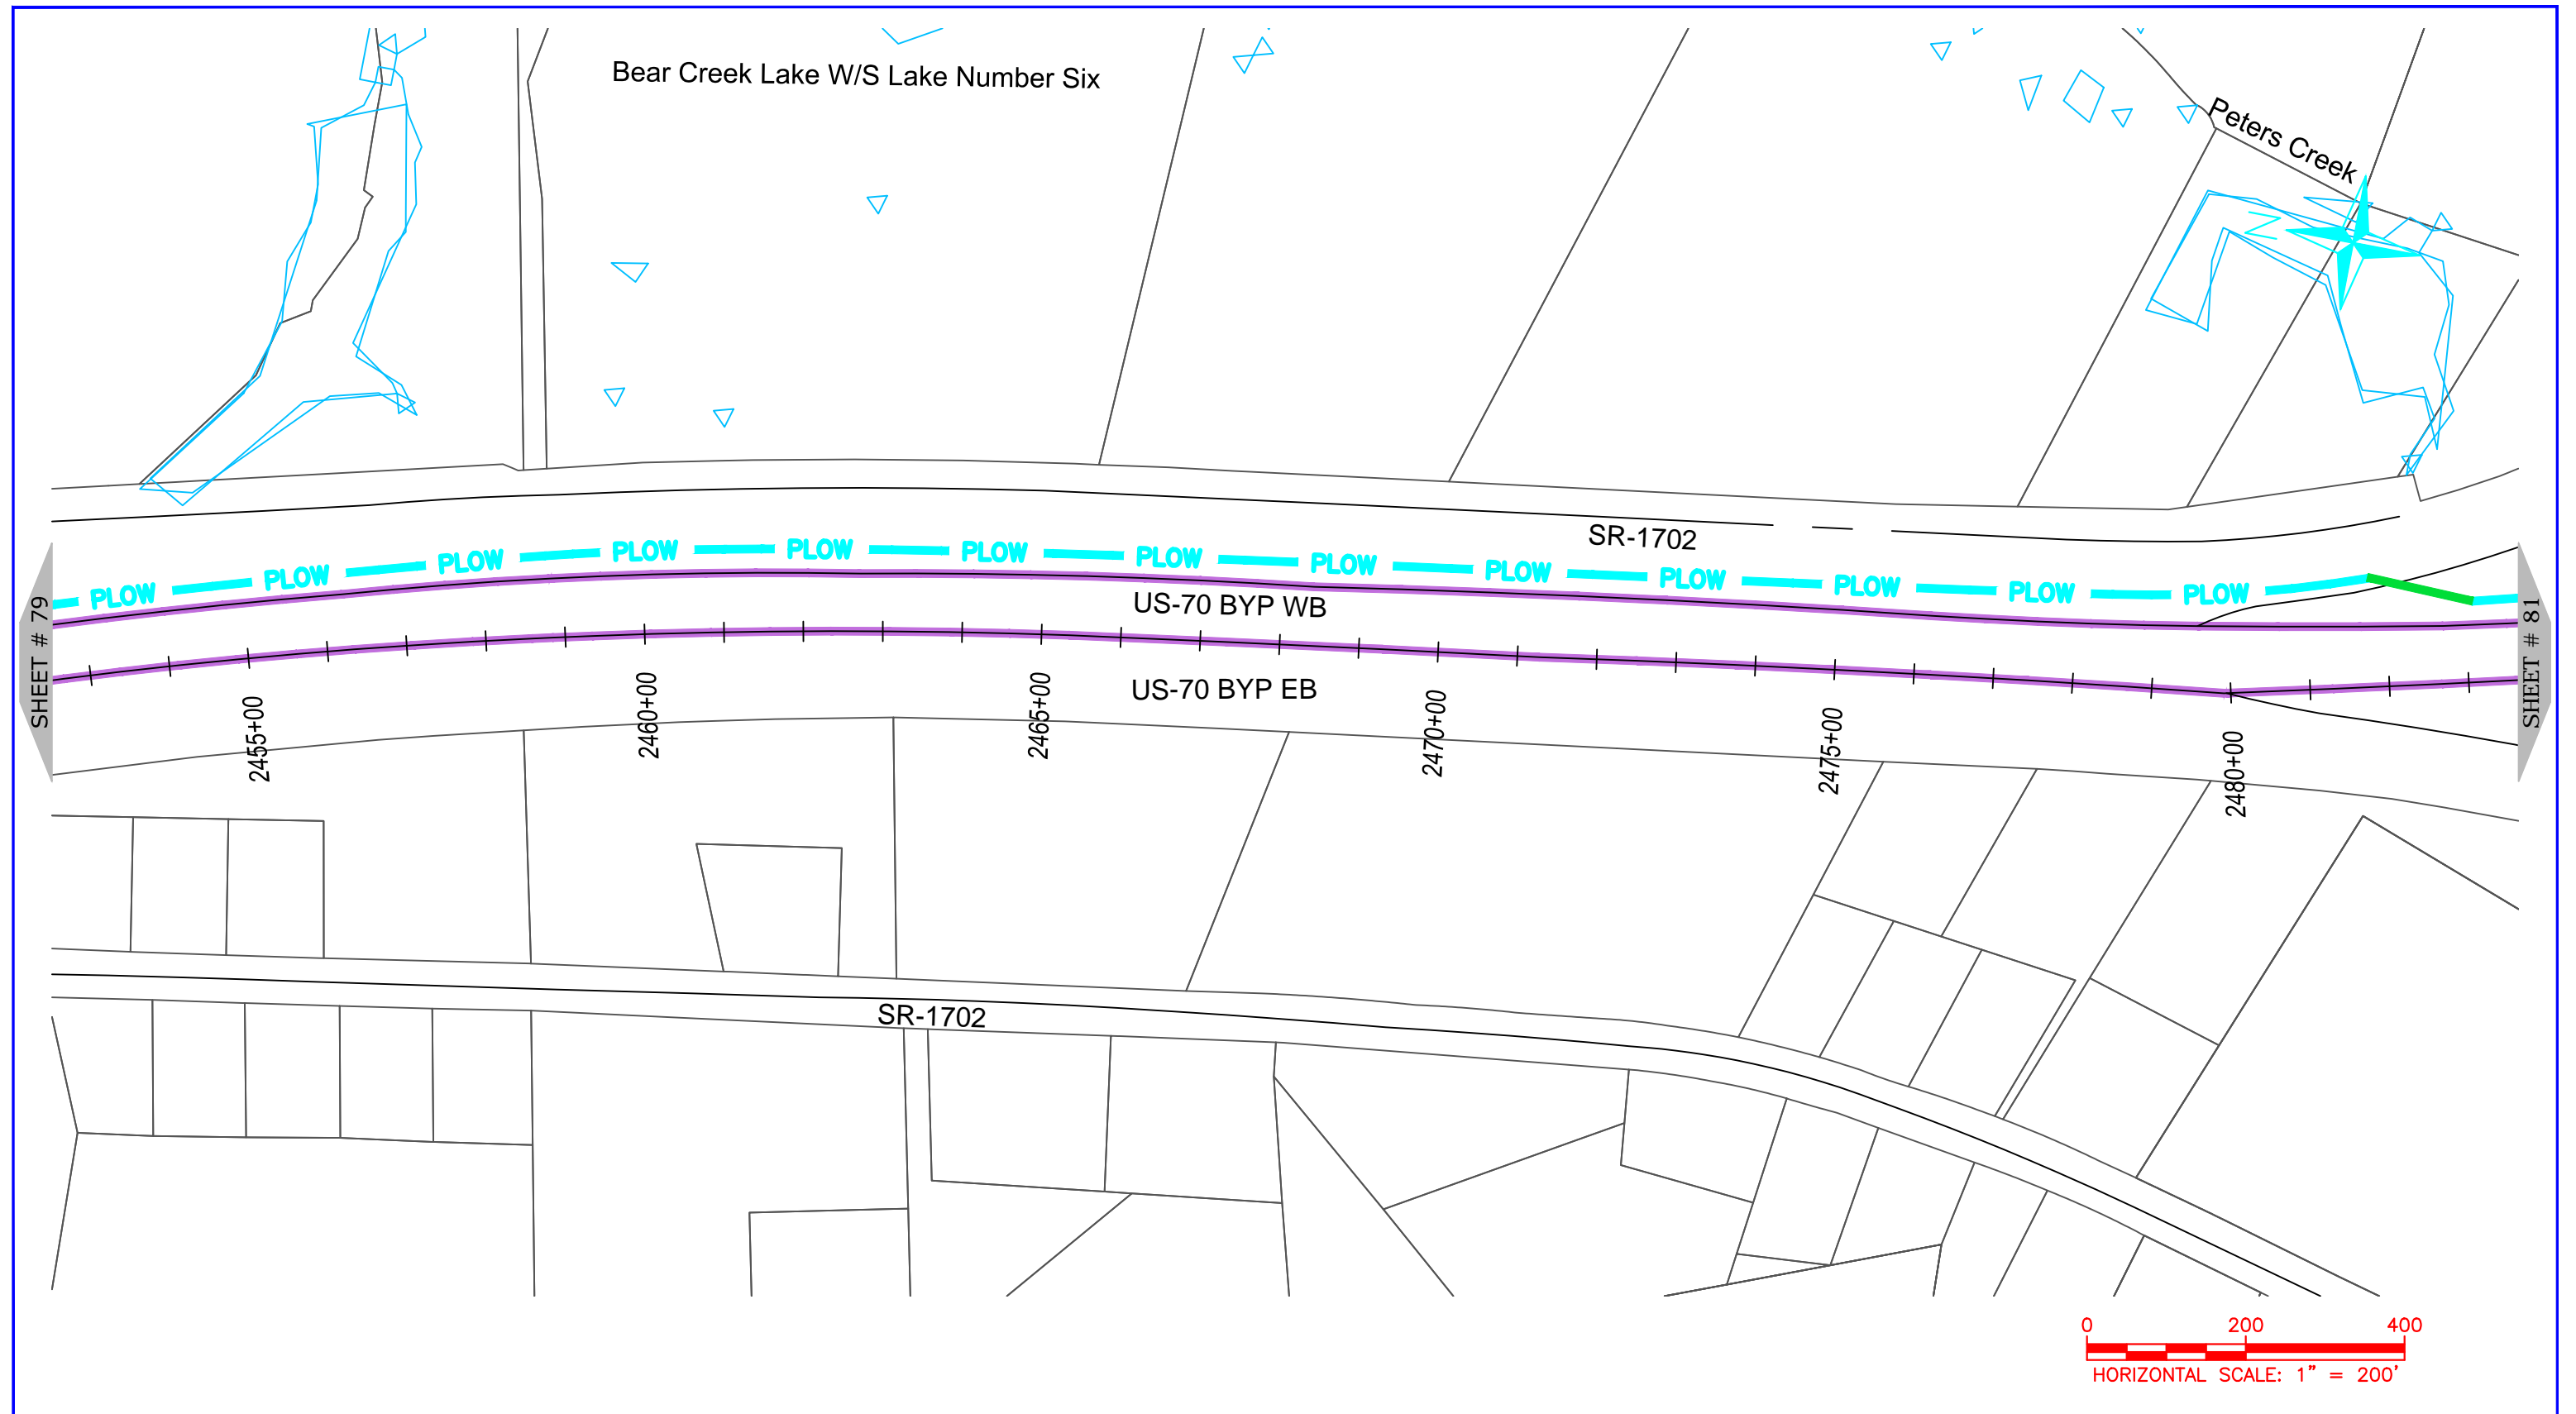 Bear Creek Lake W/S Lake Number Six
Peters Creek
N
SR-1702
PLOW
PLOW
PLOW
PLOW
PLOW
PLOW
PLOW
PLOW
PLOW
PLOW
PLOW
PLOW
PLOW
US-70 BYP WB
SHEET # 79
SHEET # 81
US-70 BYP EB
2455+00
2460+00
2465+00
2470+00
2475+00
2480+00
SR-1702
0 200 400
HORIZONTAL SCALE: 1" = 200'